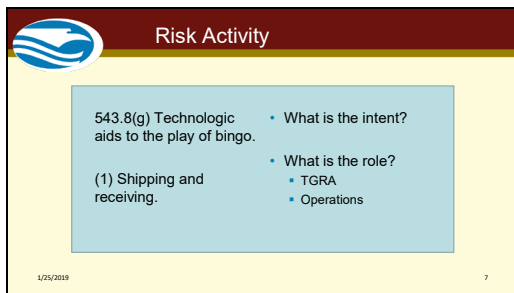 Risk Activity
543.8(g) Technologic
aids to the play of bingo.
(1) Shipping and
receiving.
• What is the intent?
• What is the role?
▪ TGRA
▪ Operations
1/25/2019
7